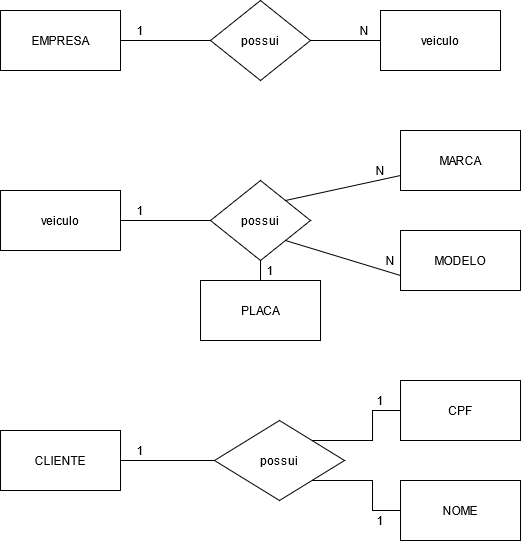 EMPRESA
1
possui
N
veiculo
MARCA
N
veiculo
1
possui
N
MODELO
1
PLACA
1
CPF
CLIENTE
1
possui
1
NOME